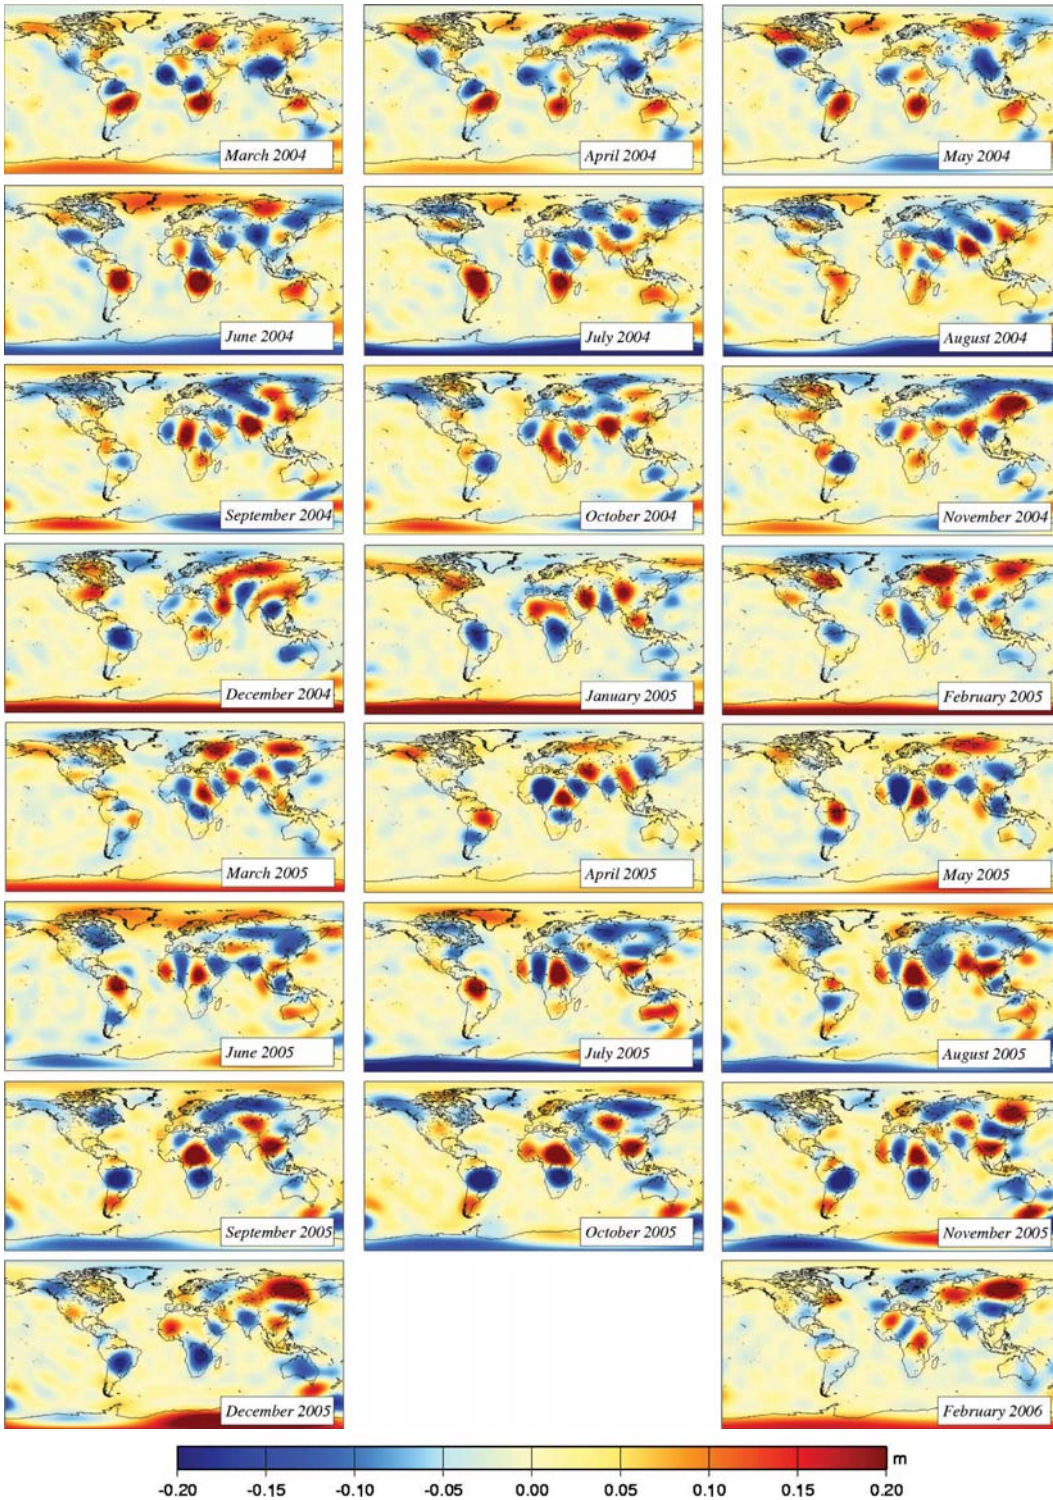 March 2004
April 2004
May 2004
June 2004
July 2004
August 2004
September 2004
October 2004
November 2004
December 2004
January 2005
February 2005
March 2005
April 2005
May 2005
June 2005
July 2005
August 2005
September 2005
October 2005
November 2005
December 2005
February 2006
m
-0.20 -0.15 -0.10 -0.05 0.00 0.05 0.10 0.15 0.20